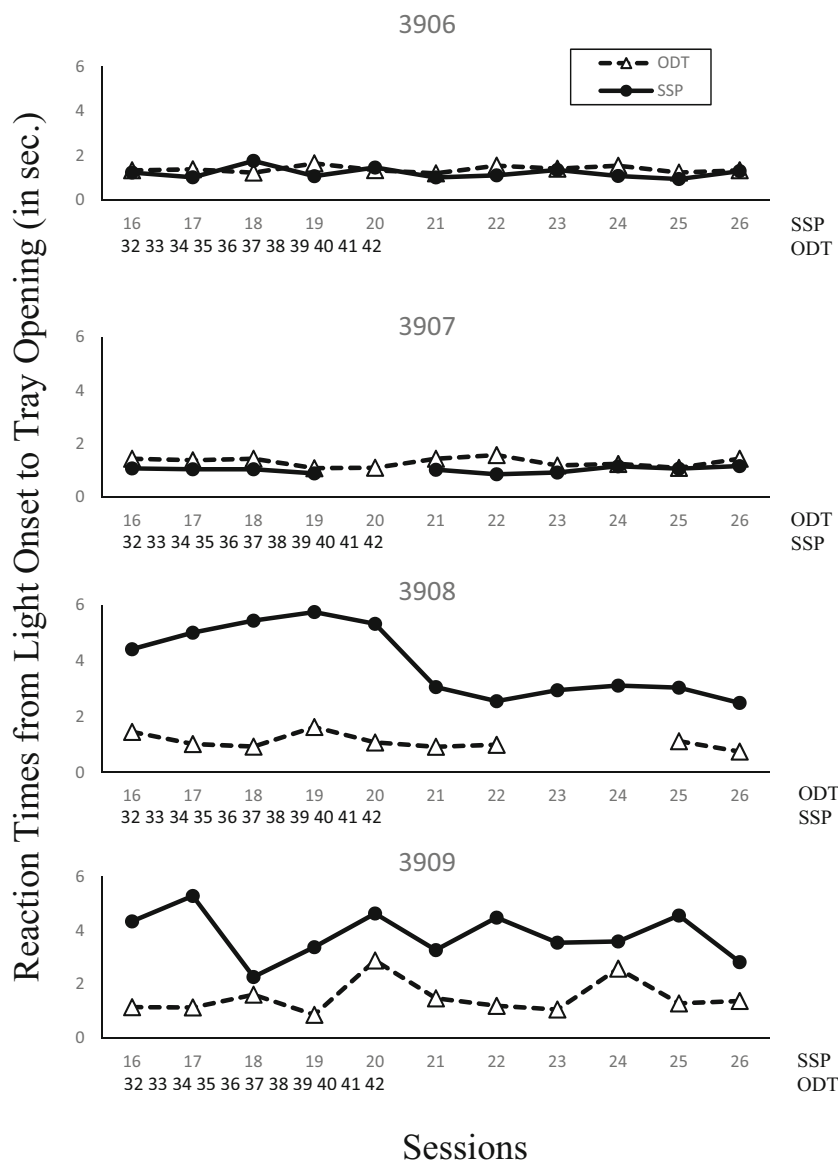 Reaction Times from Light Onset to Tray Opening (in sec.)
3906
ODT
SSP
6
4
2
0
16 17 18 19 20 21 22 23 24 25 26 SSP
32 33 34 35 36 37 38 39 40 41 42 ODT
3907
6
4
2
0
16 17 18 19 20 21 22 23 24 25 26 ODT
32 33 34 35 36 37 38 39 40 41 42 SSP
3908
6
4
2
0
16 17 18 19 20 21 22 23 24 25 26 ODT
32 33 34 35 36 37 38 39 40 41 42 SSP
3909
6
4
2
0
16 17 18 19 20 21 22 23 24 25 26 SSP
32 33 34 35 36 37 38 39 40 41 42 ODT
Sessions